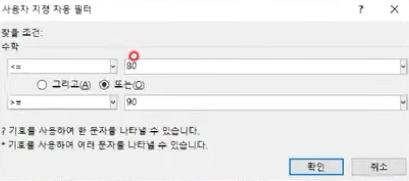 사용자 지정 자동 필터 ? ×
찾을 조건:
수학
<= 80
그리고(A) 또는(O)
>= 90
? 기호를 사용하여 한 문자를 나타낼 수 있습니다.
* 기호를 사용하여 여러 문자를 나타낼 수 있습니다.
확인 취소